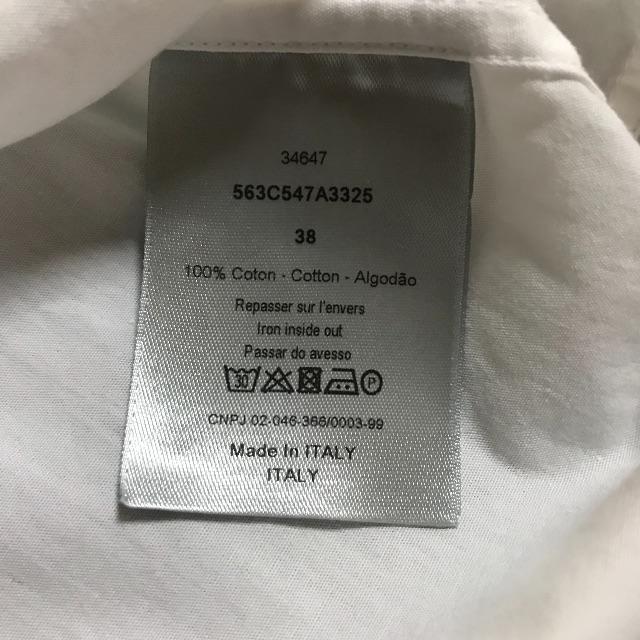 34647
563C547A3325
38
100% Coton - Cotton - Algodão
Repasser sur l'envers
Iron inside out
Passar do avesso
30 P
CNPJ 02-046-366/0003-99
Made In ITALY
ITALY